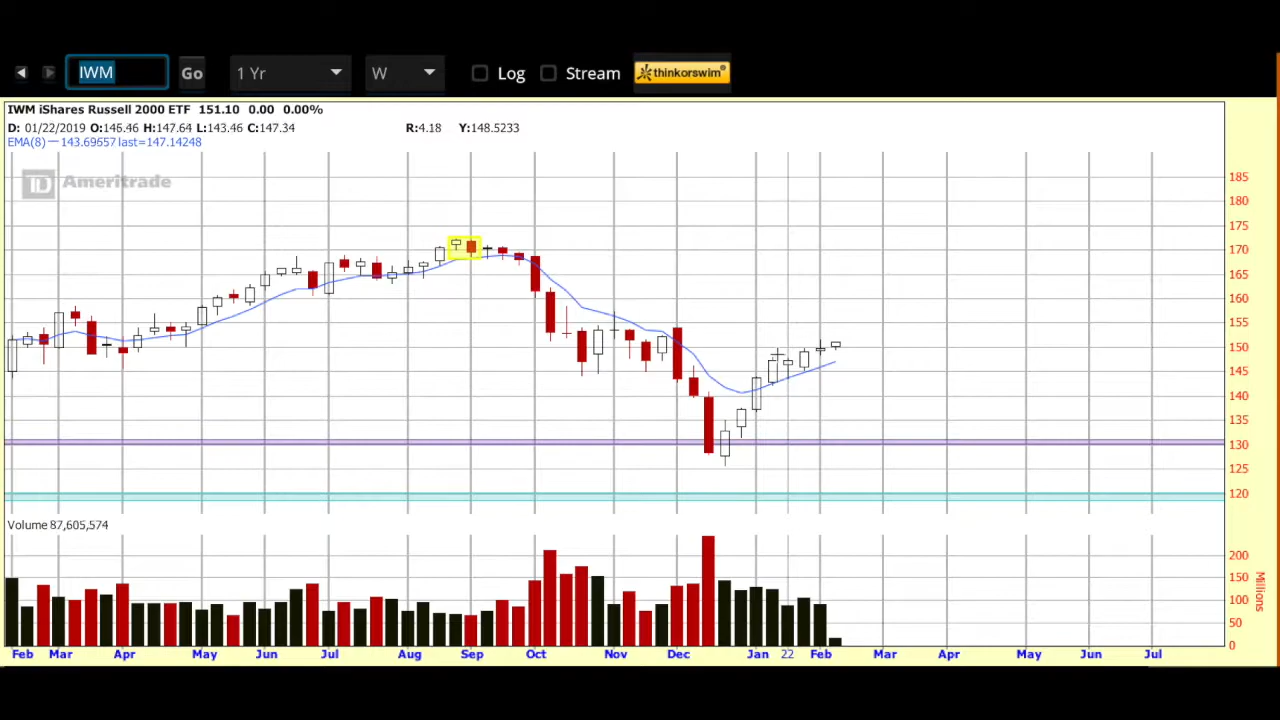 IWM Go 1 Yr W Log Stream thinkorswim®
IWM iShares Russell 2000 ETF 151.10 0.00 0.00%
D: 01/22/2019 O:146.46 H:147.64 L:143.46 C:147.34 R:4.18 Y:148.5233
EMA(8) — 143.69557 last=147.14248
TD Ameritrade
185
180
175
170
165
160
155
150
145
140
135
130
125
120
Volume 87,605,574
200
150
100
50
0
Millions
Feb Mar Apr May Jun Jul Aug Sep Oct Nov Dec Jan 22 Feb Mar Apr May Jun Jul